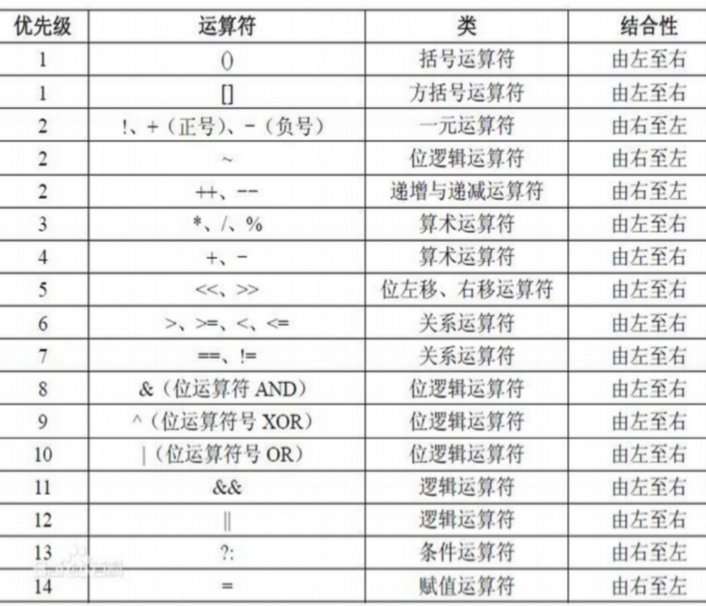 优先级 运算符 类 结合性
1 () 括号运算符 由左至右
1 [] 方括号运算符 由左至右
2 !、+（正号）、-（负号） 一元运算符 由右至左
2 ~ 位逻辑运算符 由右至左
2 ++、-- 递增与递减运算符 由右至左
3 *、/、% 算术运算符 由左至右
4 +、- 算术运算符 由左至右
5 <<、>> 位左移、右移运算符 由左至右
6 >、>=、<、<= 关系运算符 由左至右
7 ==、!= 关系运算符 由左至右
8 &（位运算符 AND） 位逻辑运算符 由左至右
9 ^（位运算符号 XOR） 位逻辑运算符 由左至右
10 |（位运算符号 OR） 位逻辑运算符 由左至右
11 && 逻辑运算符 由左至右
12 || 逻辑运算符 由左至右
13 ?: 条件运算符 由右至左
Baidu百科
14 = 赋值运算符 由右至左